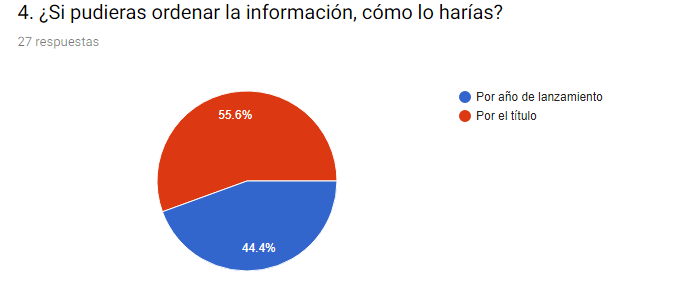 4. ¿Si pudieras ordenar la información, cómo lo harías?
27 respuestas
55.6%
44.4%
Por año de lanzamiento
Por el título